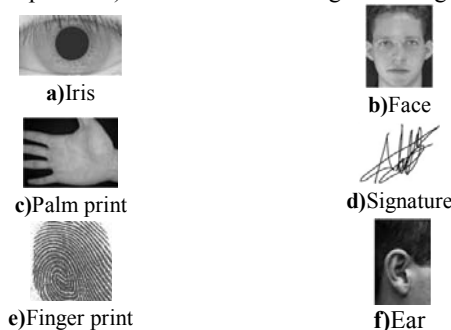 a)Iris
b)Face
c)Palm print
d)Signature
e)Finger print
f)Ear